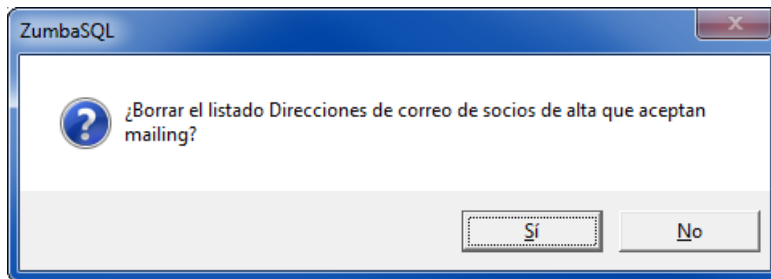 ZumbaSQL
¿Borrar el listado Direcciones de correo de socios de alta que aceptan
mailing?
Sí
No